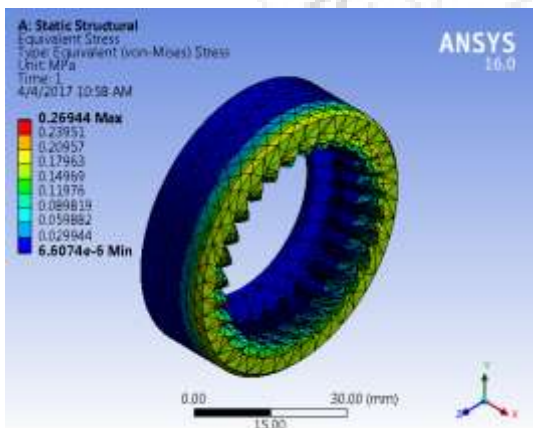 A: Static Structural
Equivalent Stress
Type: Equivalent (von-Mises) Stress
Unit: MPa
Time: 1
4/4/2017 10:58 AM
ANSYS
16.0
0.26944 Max
0.23951
0.20957
0.17963
0.14969
0.11976
0.089819
0.059882
0.029944
6.6074e-6 Min
0.00
30.00 (mm)
15.00
Y
Z
X